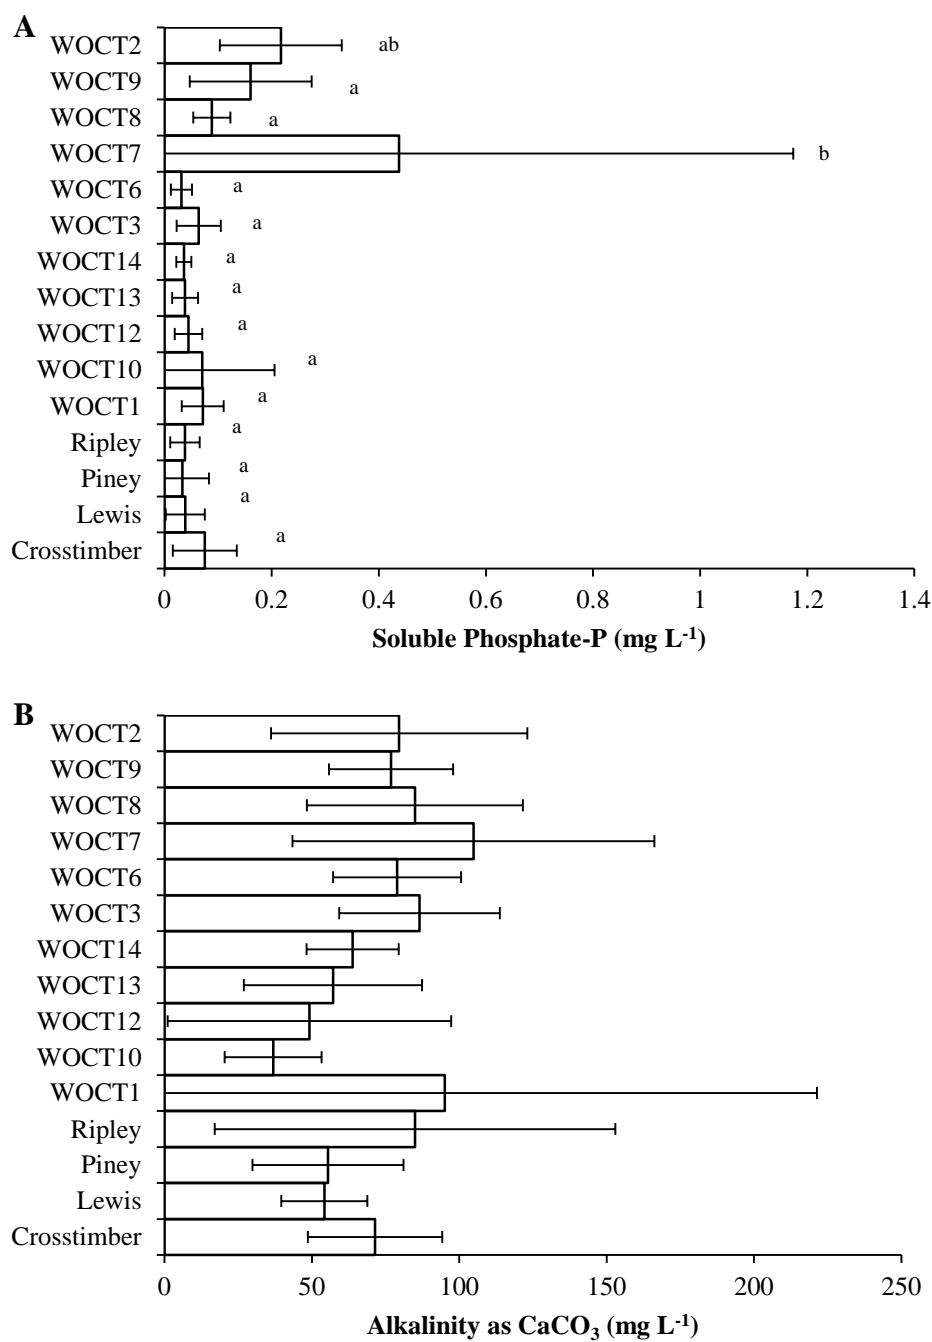 A
WOCT2 ab
WOCT9 a
WOCT8 a
WOCT7 b
WOCT6 a
WOCT3 a
WOCT14 a
WOCT13 a
WOCT12 a
WOCT10 a
WOCT1 a
Ripley a
Piney a
Lewis a
Crosstimber a
0 0.2 0.4 0.6 0.8 1 1.2 1.4
Soluble Phosphate-P (mg L⁻¹)
B
WOCT2
WOCT9
WOCT8
WOCT7
WOCT6
WOCT3
WOCT14
WOCT13
WOCT12
WOCT10
WOCT1
Ripley
Piney
Lewis
Crosstimber
0 50 100 150 200 250
Alkalinity as CaCO₃ (mg L⁻¹)